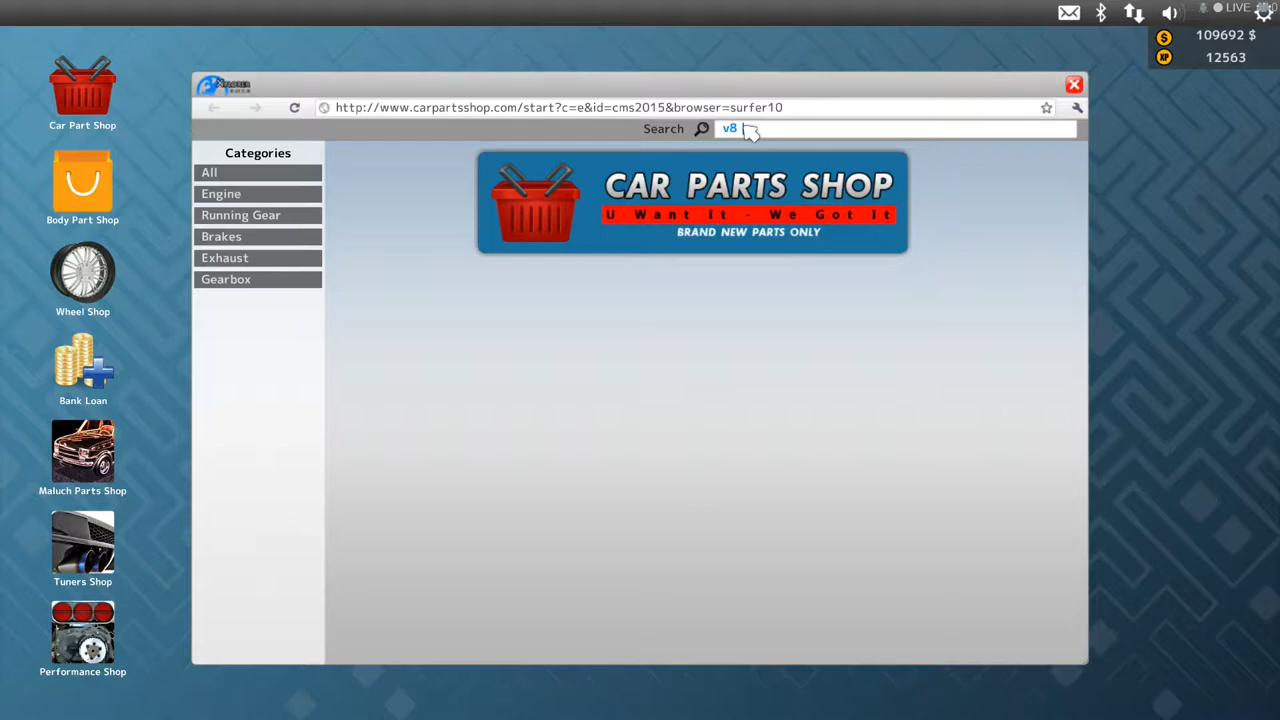 LIVE
109692 $
12563
Car Part Shop
Body Part Shop
Wheel Shop
Bank Loan
Maluch Parts Shop
Tuners Shop
Performance Shop
http://www.carpartsshop.com/start?c=e&id=cms2015&browser=surfer10
Search
v8
Categories
All
Engine
Running Gear
Brakes
Exhaust
Gearbox
CAR PARTS SHOP
U Want It - We Got It
BRAND NEW PARTS ONLY